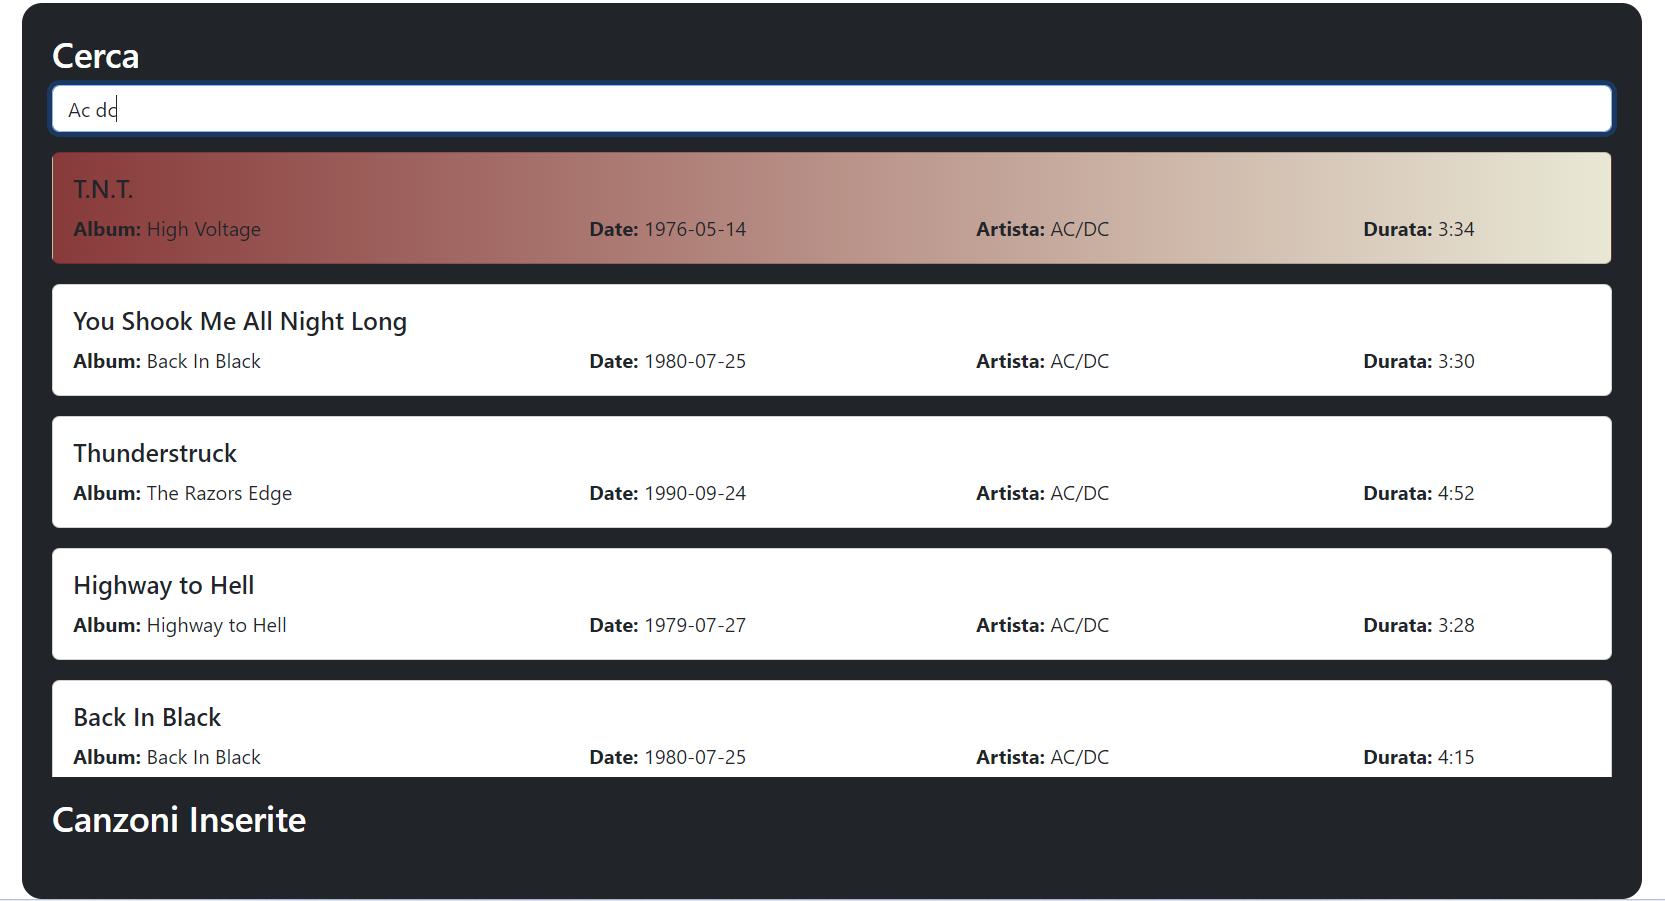 Cerca
Ac dc
T.N.T.
Album: High Voltage Date: 1976-05-14 Artista: AC/DC Durata: 3:34
You Shook Me All Night Long
Album: Back In Black Date: 1980-07-25 Artista: AC/DC Durata: 3:30
Thunderstruck
Album: The Razors Edge Date: 1990-09-24 Artista: AC/DC Durata: 4:52
Highway to Hell
Album: Highway to Hell Date: 1979-07-27 Artista: AC/DC Durata: 3:28
Back In Black
Album: Back In Black Date: 1980-07-25 Artista: AC/DC Durata: 4:15
Canzoni Inserite